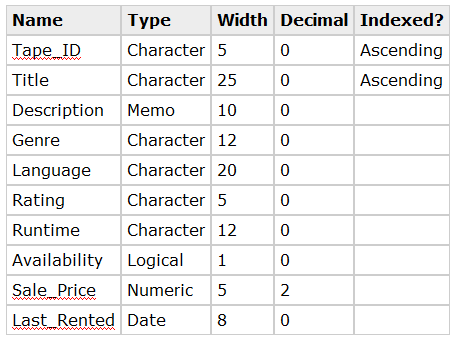 Name Type Width Decimal Indexed?
Tape_ID Character 5 0 Ascending
Title Character 25 0 Ascending
Description Memo 10 0
Genre Character 12 0
Language Character 20 0
Rating Character 5 0
Runtime Character 12 0
Availability Logical 1 0
Sale_Price Numeric 5 2
Last_Rented Date 8 0